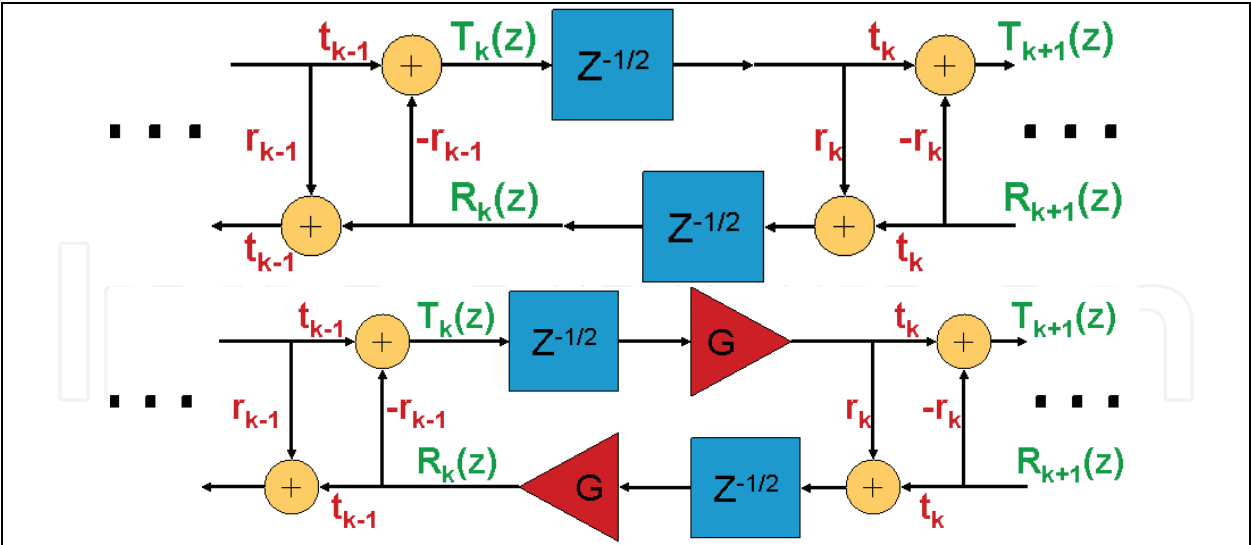 t_{k-1} T_k(z) Z^{-1/2} t_k T_{k+1}(z)
... r_{k-1} -r_{k-1} r_k -r_k ...
R_k(z) Z^{-1/2} R_{k+1}(z)
t_{k-1} t_k
t_{k-1} T_k(z) Z^{-1/2} G t_k T_{k+1}(z)
... r_{k-1} -r_{k-1} r_k -r_k ...
R_k(z) G Z^{-1/2} R_{k+1}(z)
t_{k-1} t_k